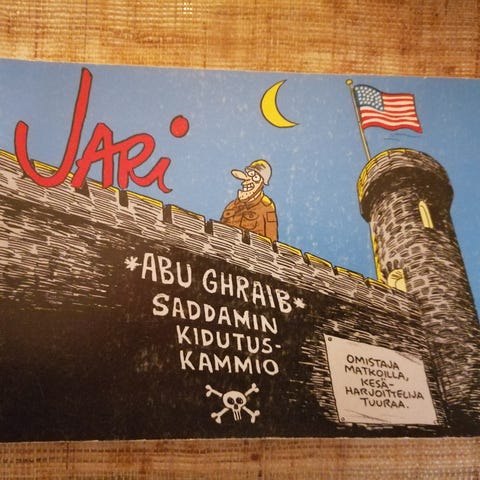 JARi
*ABU GHRAIB*
SADDAMIN
KIDUTUS-
KAMMIO
OMISTAJA
MATKOILLA,
KESÄ-
HARJOITTELIJA
TUURAA.